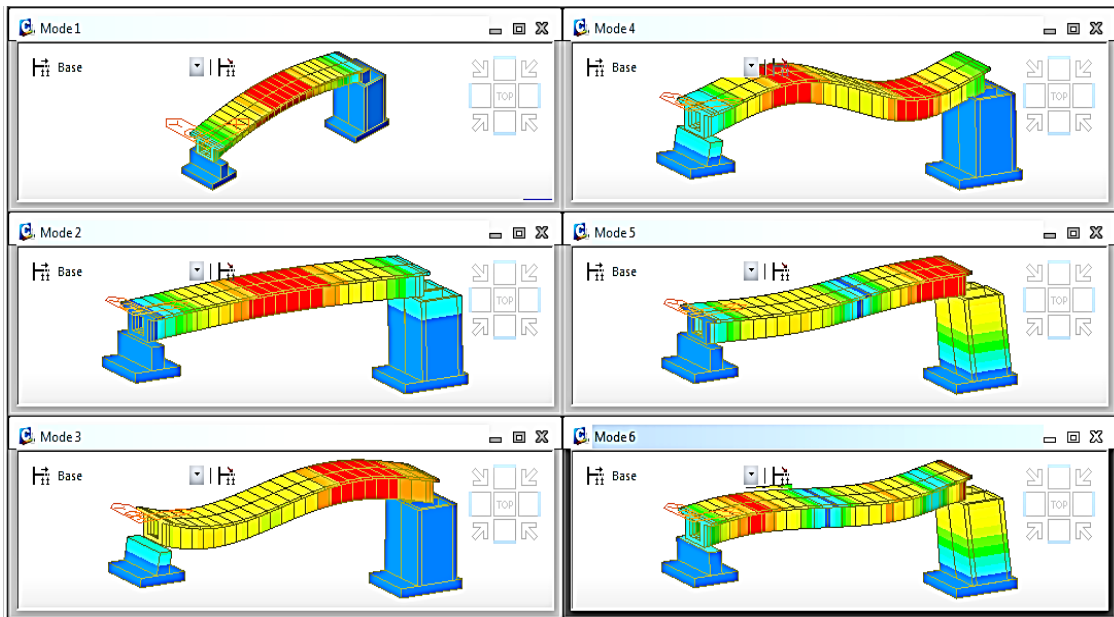 Mode 1
Base
TOP
Mode 4
Base
TOP
Mode 2
Base
TOP
Mode 5
Base
TOP
Mode 3
Base
TOP
Mode 6
Base
TOP